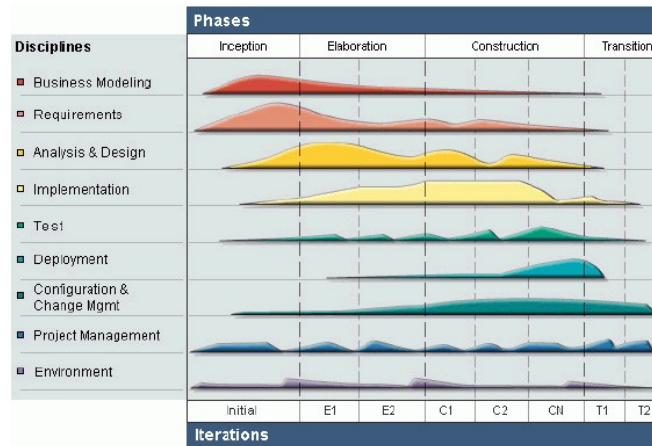 Phases
Disciplines
Inception Elaboration Construction Transition
Business Modeling
Requirements
Analysis & Design
Implementation
Test
Deployment
Configuration &
Change Mgmt
Project Management
Environment
Initial E1 E2 C1 C2 CN T1 T2
Iterations